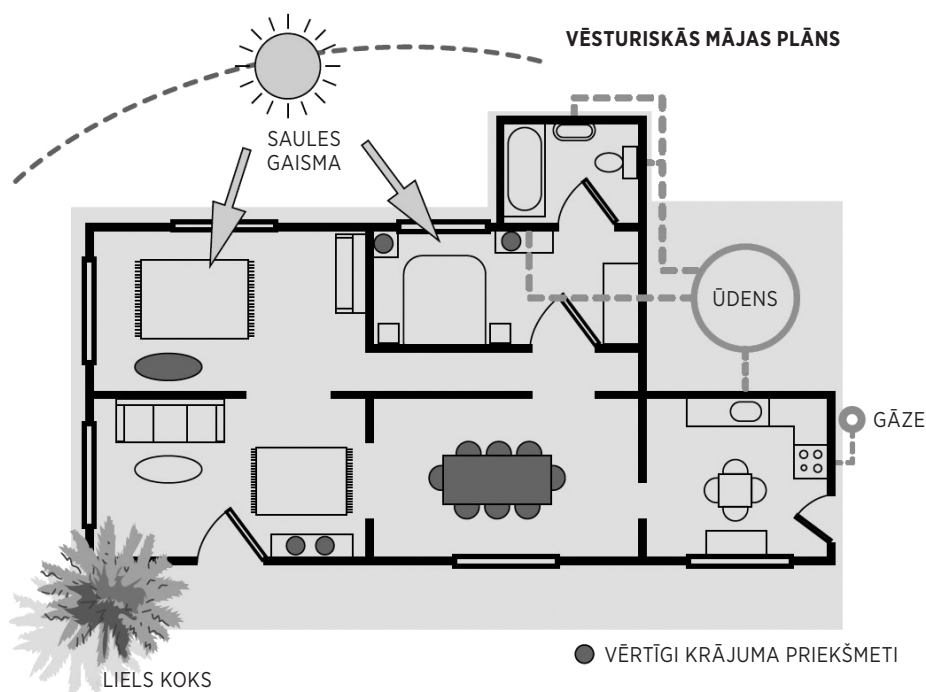 VĒSTURISKĀS MĀJAS PLĀNS
SAULES
GAISMA
ŪDENS
GĀZE
VĒRTĪGI KRĀJUMA PRIEKŠMETI
LIELS KOKS